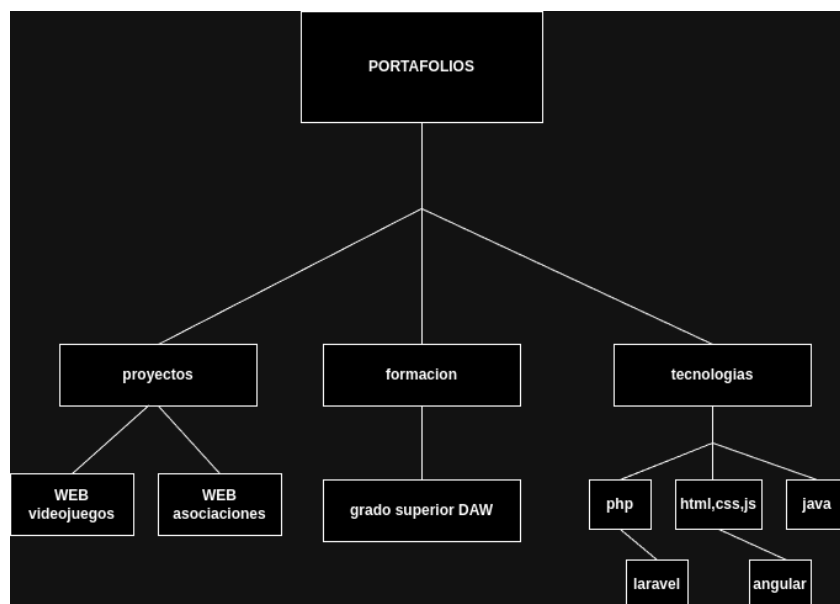 PORTAFOLIOS
proyectos
formacion
tecnologias
WEB
videojuegos
WEB
asociaciones
grado superior DAW
php
html,css,js
java
laravel
angular